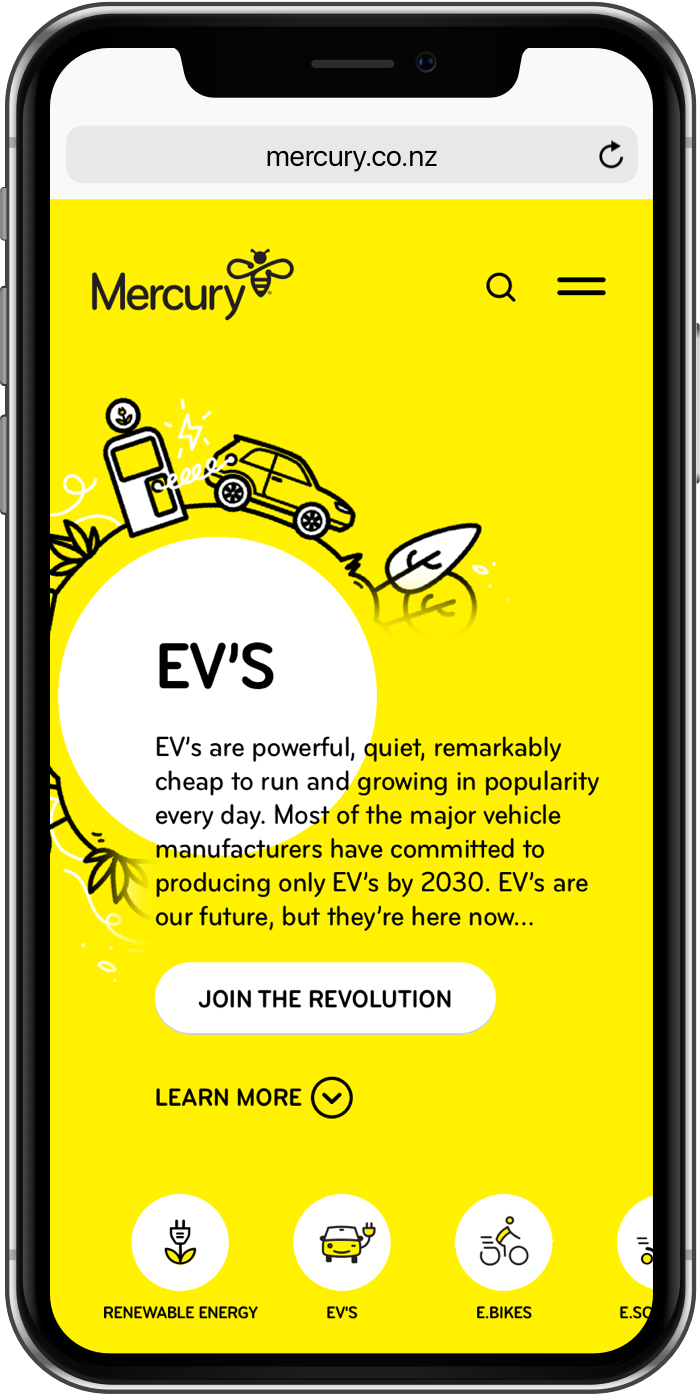 mercury.co.nz
Mercury
EV'S
EV's are powerful, quiet, remarkably
cheap to run and growing in popularity
every day. Most of the major vehicle
manufacturers have committed to
producing only EV's by 2030. EV's are
our future, but they're here now...
JOIN THE REVOLUTION
LEARN MORE
RENEWABLE ENERGY
EV'S
E.BIKES
E.SC